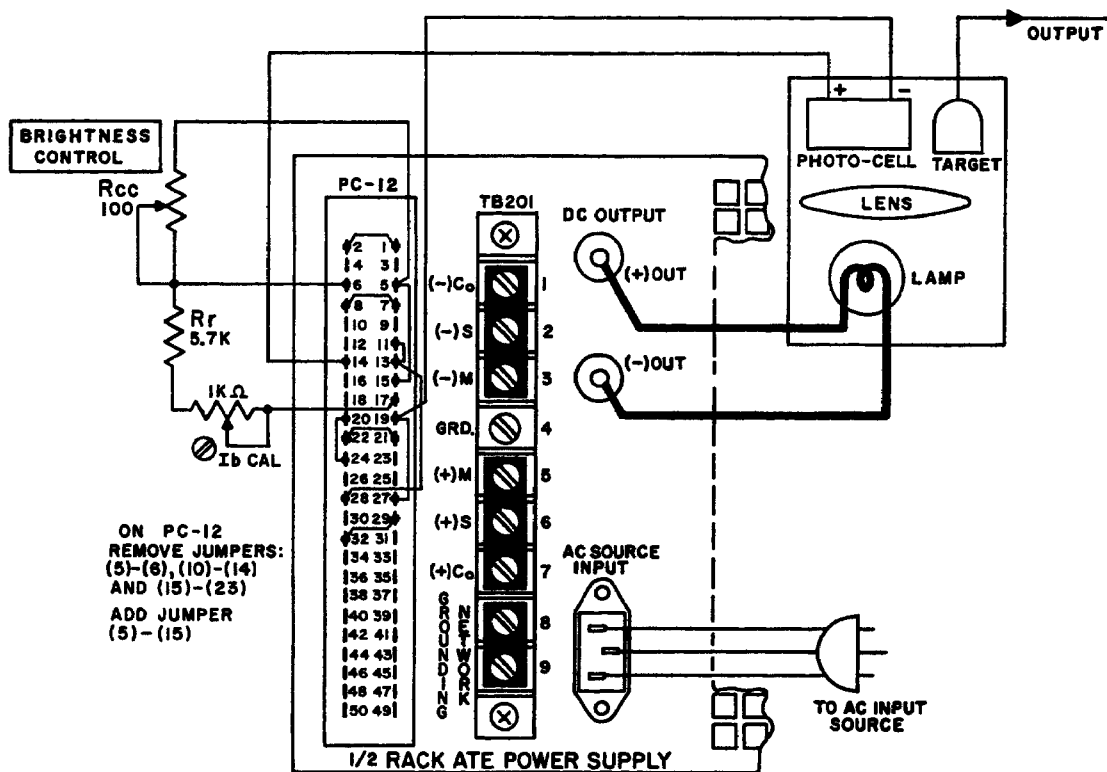 OUTPUT
BRIGHTNESS
CONTROL
Rcc
100
Rr
5.7K
1KΩ
Ib CAL
ON PC-12
REMOVE JUMPERS:
(5)-(6), (10)-(14)
AND (15)-(23)
ADD JUMPER
(5)-(15)
PC-12
2 1
4 3
6 5
8 7
10 9
12 11
14 13
16 15
18 17
20 19
22 21
24 23
26 25
28 27
30 29
32 31
34 33
36 35
38 37
40 39
42 41
44 43
46 45
48 47
50 49
TB201
(-)Co 1
(-)S 2
(-)M 3
GRD. 4
(+)M 5
(+)S 6
(+)Co 7
8
9
GROUNDING
NETWORK
DC OUTPUT
(+)OUT
(-)OUT
AC SOURCE
INPUT
+ -
PHOTO-CELL
TARGET
LENS
LAMP
TO AC INPUT
SOURCE
1/2 RACK ATE POWER SUPPLY